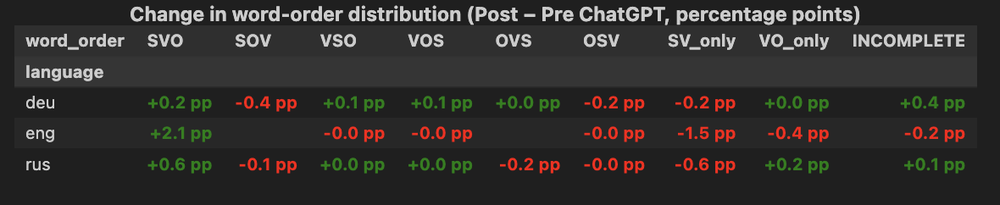 Change in word-order distribution (Post – Pre ChatGPT, percentage points)
word_order SVO SOV VSO VOS OVS OSV SV_only VO_only INCOMPLETE
language
deu +0.2 pp -0.4 pp +0.1 pp +0.1 pp +0.0 pp -0.2 pp -0.2 pp +0.0 pp +0.4 pp
eng +2.1 pp -0.0 pp -0.0 pp -0.0 pp -1.5 pp -0.4 pp -0.2 pp
rus +0.6 pp -0.1 pp +0.0 pp +0.0 pp -0.2 pp -0.0 pp -0.6 pp +0.2 pp +0.1 pp